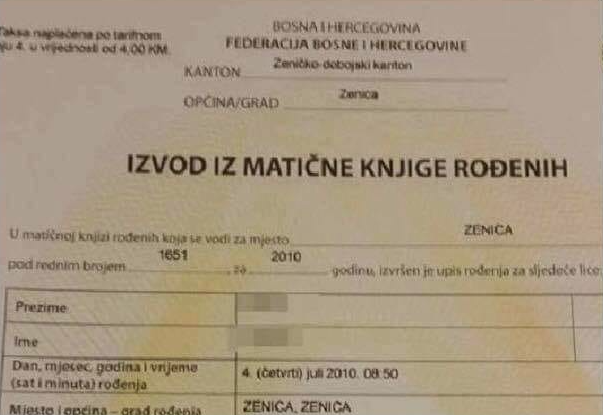 Taksa naplaćena po tarifnom
BOSNA I HERCEGOVINA
u 4. u vrijednosti od 4,00 KM.
FEDERACIJA BOSNE I HERCEGOVINE
KANTON Zeničko-dobojski kanton
OPĆINA/GRAD Zenica
IZVOD IZ MATIČNE KNJIGE ROĐENIH
U matičnoj knjizi rođenih koja se vodi za mjesto ZENICA
pod rednim brojem 1651, za 2010 godinu, izvršen je upis rođenja za sljedeće lice:
Prezime
Ime
Dan, mjesec, godina i vrijeme
(sat i minuta) rođenja
4. (četvrti) juli 2010. 08:50
Mjesto i općina – grad rođenja ZENICA, ZENICA